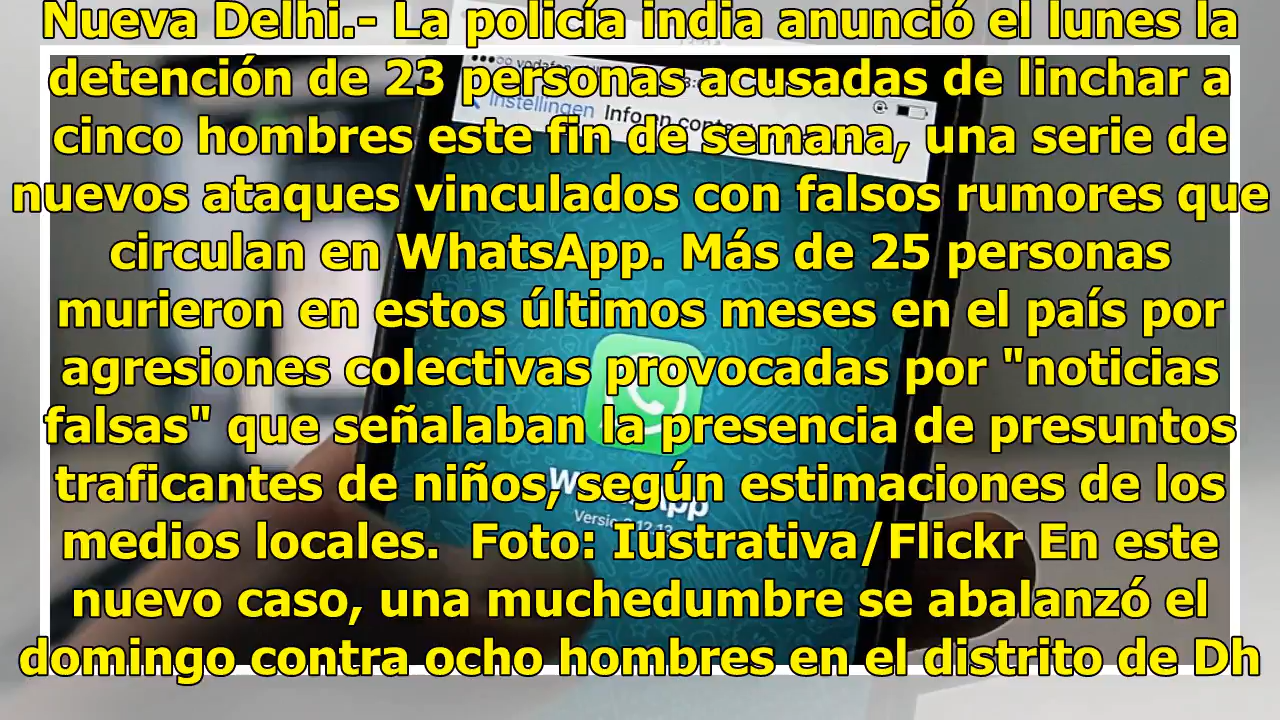 Nueva Delhi.- La policía india anunció el lunes la
detención de 23 personas acusadas de linchar a
cinco hombres este fin de semana, una serie de
nuevos ataques vinculados con falsos rumores que
circulan en WhatsApp. Más de 25 personas
murieron en estos últimos meses en el país por
agresiones colectivas provocadas por "noticias
falsas" que señalaban la presencia de presuntos
traficantes de niños, según estimaciones de los
medios locales.  Foto: Iustrativa/Flickr En este
nuevo caso, una muchedumbre se abalanzó el
domingo contra ocho hombres en el distrito de Dh
Instellingen Info en